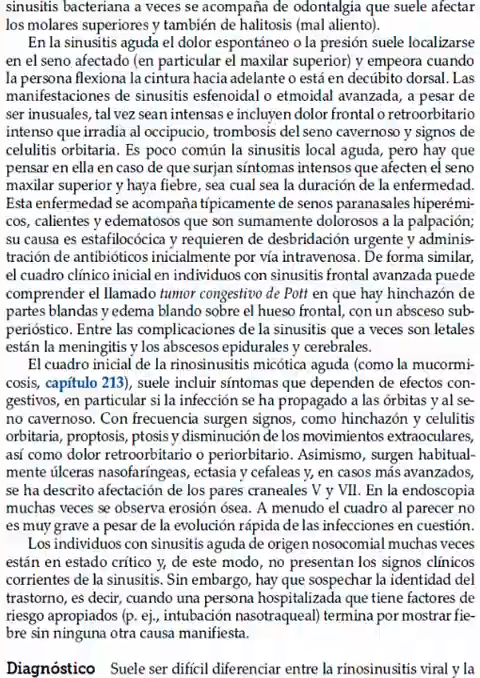 sinusitis bacteriana a veces se acompaña de odontalgia que suele afectar
los molares superiores y también de halitosis (mal aliento).
En la sinusitis aguda el dolor espontáneo o la presión suele localizarse
en el seno afectado (en particular el maxilar superior) y empeora cuando
la persona flexiona la cintura hacia adelante o está en decúbito dorsal. Las
manifestaciones de sinusitis esfenoidal o etmoidal avanzada, a pesar de
ser inusuales, tal vez sean intensas e incluyen dolor frontal o retroorbitario
intenso que irradia al occipucio, trombosis del seno cavernoso y signos de
celulitis orbitaria. Es poco común la sinusitis local aguda, pero hay que
pensar en ella en caso de que surjan síntomas intensos que afecten el seno
maxilar superior y haya fiebre, sea cual sea la duración de la enfermedad.
Esta enfermedad se acompaña típicamente de senos paranasales hiperémi-
cos, calientes y edematosos que son sumamente dolorosos a la palpación;
su causa es estafilocócica y requieren de desbridación urgente y adminis-
tración de antibióticos inicialmente por vía intravenosa. De forma similar,
el cuadro clínico inicial en individuos con sinusitis frontal avanzada puede
comprender el llamado tumor congestivo de Pott en que hay hinchazón de
partes blandas y edema blando sobre el hueso frontal, con un absceso sub-
perióstico. Entre las complicaciones de la sinusitis que a veces son letales
están la meningitis y los abscesos epidurales y cerebrales.
El cuadro inicial de la rinosinusitis micótica aguda (como la mucormi-
cosis, capítulo 213), suele incluir síntomas que dependen de efectos con-
gestivos, en particular si la infección se ha propagado a las órbitas y al se-
no cavernoso. Con frecuencia surgen signos, como hinchazón y celulitis
orbitaria, proptosis, ptosis y disminución de los movimientos extraoculares,
así como dolor retroorbitario o periorbitario. Asimismo, surgen habitual-
mente úlceras nasofaríngeas, ectasia y cefaleas y, en casos más avanzados,
se ha descrito afectación de los pares craneales V y VII. En la endoscopia
muchas veces se observa erosión ósea. A menudo el cuadro al parecer no
es muy grave a pesar de la evolución rápida de las infecciones en cuestión.
Los individuos con sinusitis aguda de origen nosocomial muchas veces
están en estado crítico y, de este modo, no presentan los signos clínicos
corrientes de la sinusitis. Sin embargo, hay que sospechar la identidad del
trastorno, es decir, cuando una persona hospitalizada que tiene factores de
riesgo apropiados (p. ej., intubación nasotraqueal) termina por mostrar fie-
bre sin ninguna otra causa manifiesta.
Diagnóstico Suele ser difícil diferenciar entre la rinosinusitis viral y la